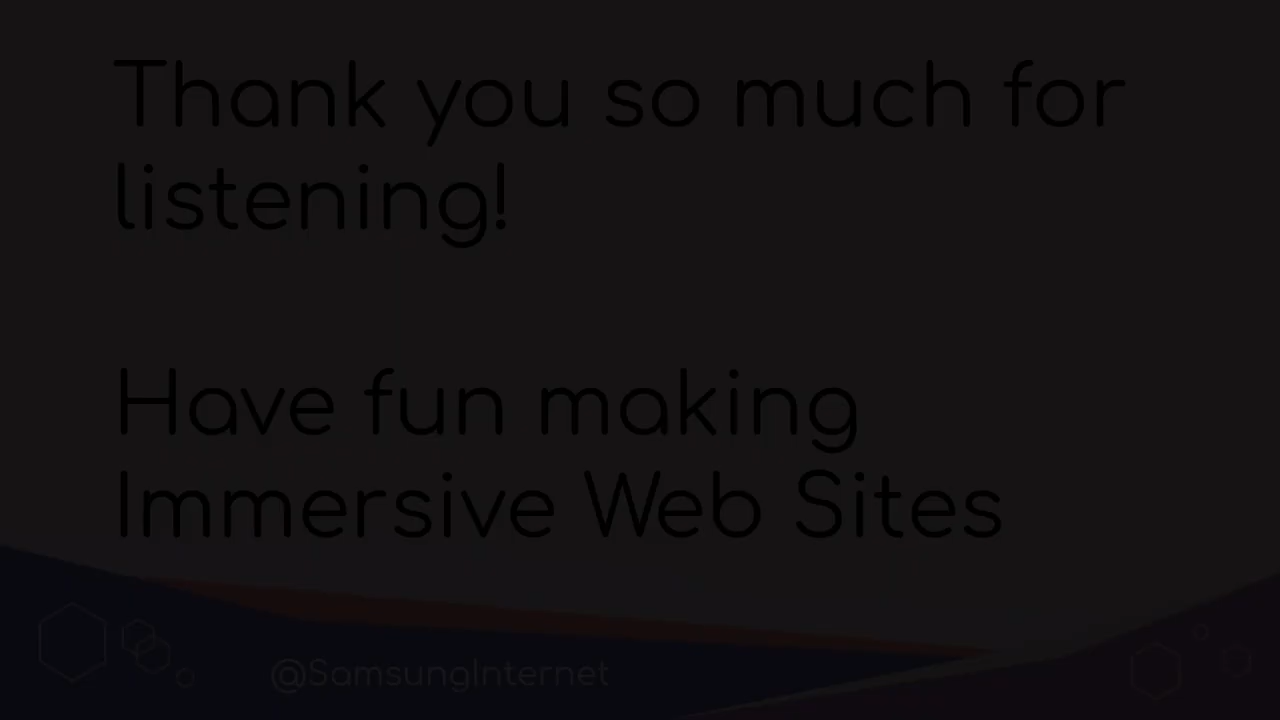 Thank you so much for
listening!
Have fun making
Immersive Web Sites
@SamsungInternet